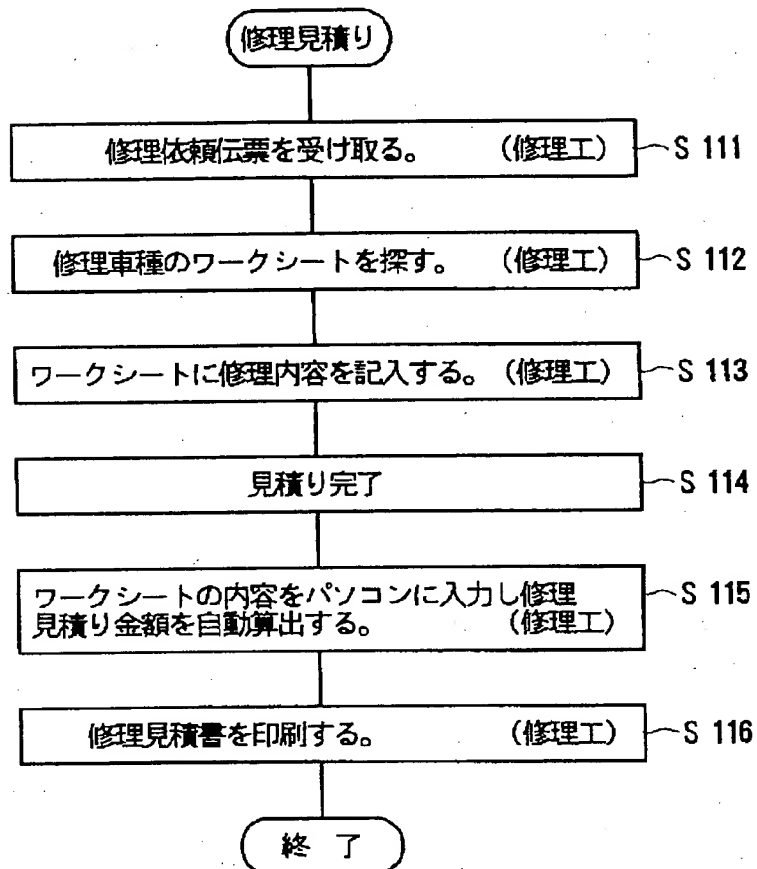 修理見積り
修理依頼伝票を受け取る。 (修理工) S 111
修理車種のワークシートを探す。 (修理工) S 112
ワークシートに修理内容を記入する。 (修理工) S 113
見積り完了 S 114
ワークシートの内容をパソコンに入力し修理 S 115
見積り金額を自動算出する。 (修理工)
修理見積書を印刷する。 (修理工) S 116
終 了